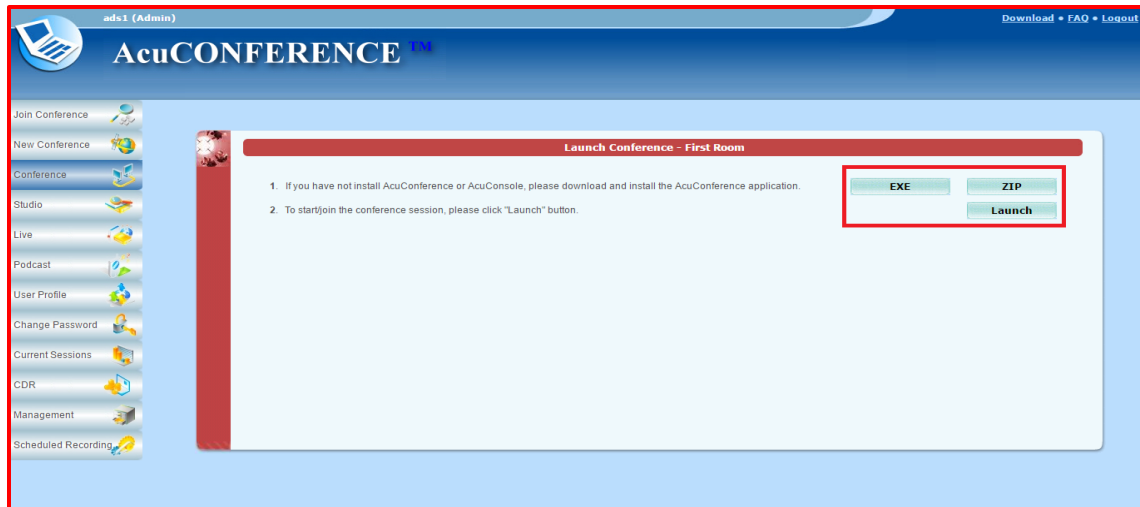 ads1 (Admin)
Download • FAQ • Logout
AcuCONFERENCE ™
Join Conference
New Conference
Conference
Studio
Live
Podcast
User Profile
Change Password
Current Sessions
CDR
Management
Scheduled Recording
Launch Conference - First Room
1. If you have not install AcuConference or AcuConsole, please download and install the AcuConference application.
EXE ZIP
2. To start/join the conference session, please click "Launch" button.
Launch